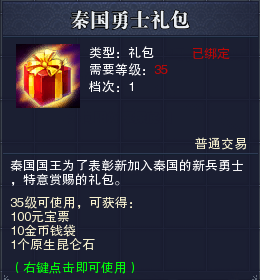 秦国勇士礼包
类型：礼包 已绑定
需要等级：35
档次：1
普通交易
秦国国王为了表彰新加入秦国的新兵勇士
，特意赏赐的礼包。
35级可使用，可获得：
100元宝票
10金币钱袋
1个原生昆仑石
（右键点击即可使用）